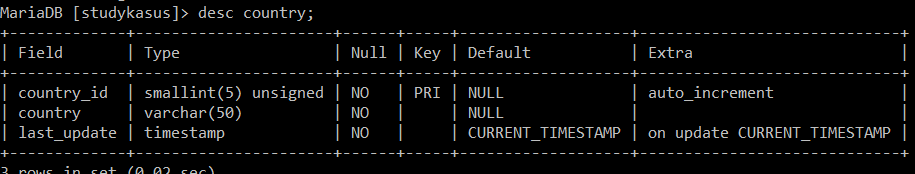 MariaDB [studykasus]> desc country;
+-------------+----------------------+------+-----+-------------------+-----------------------------+
| Field       | Type                 | Null | Key | Default           | Extra                       |
+-------------+----------------------+------+-----+-------------------+-----------------------------+
| country_id  | smallint(5) unsigned | NO   | PRI | NULL              | auto_increment              |
| country     | varchar(50)          | NO   |     | NULL              |                             |
| last_update | timestamp            | NO   |     | CURRENT_TIMESTAMP | on update CURRENT_TIMESTAMP |
+-------------+----------------------+------+-----+-------------------+-----------------------------+
3 rows in set (0.02 sec)